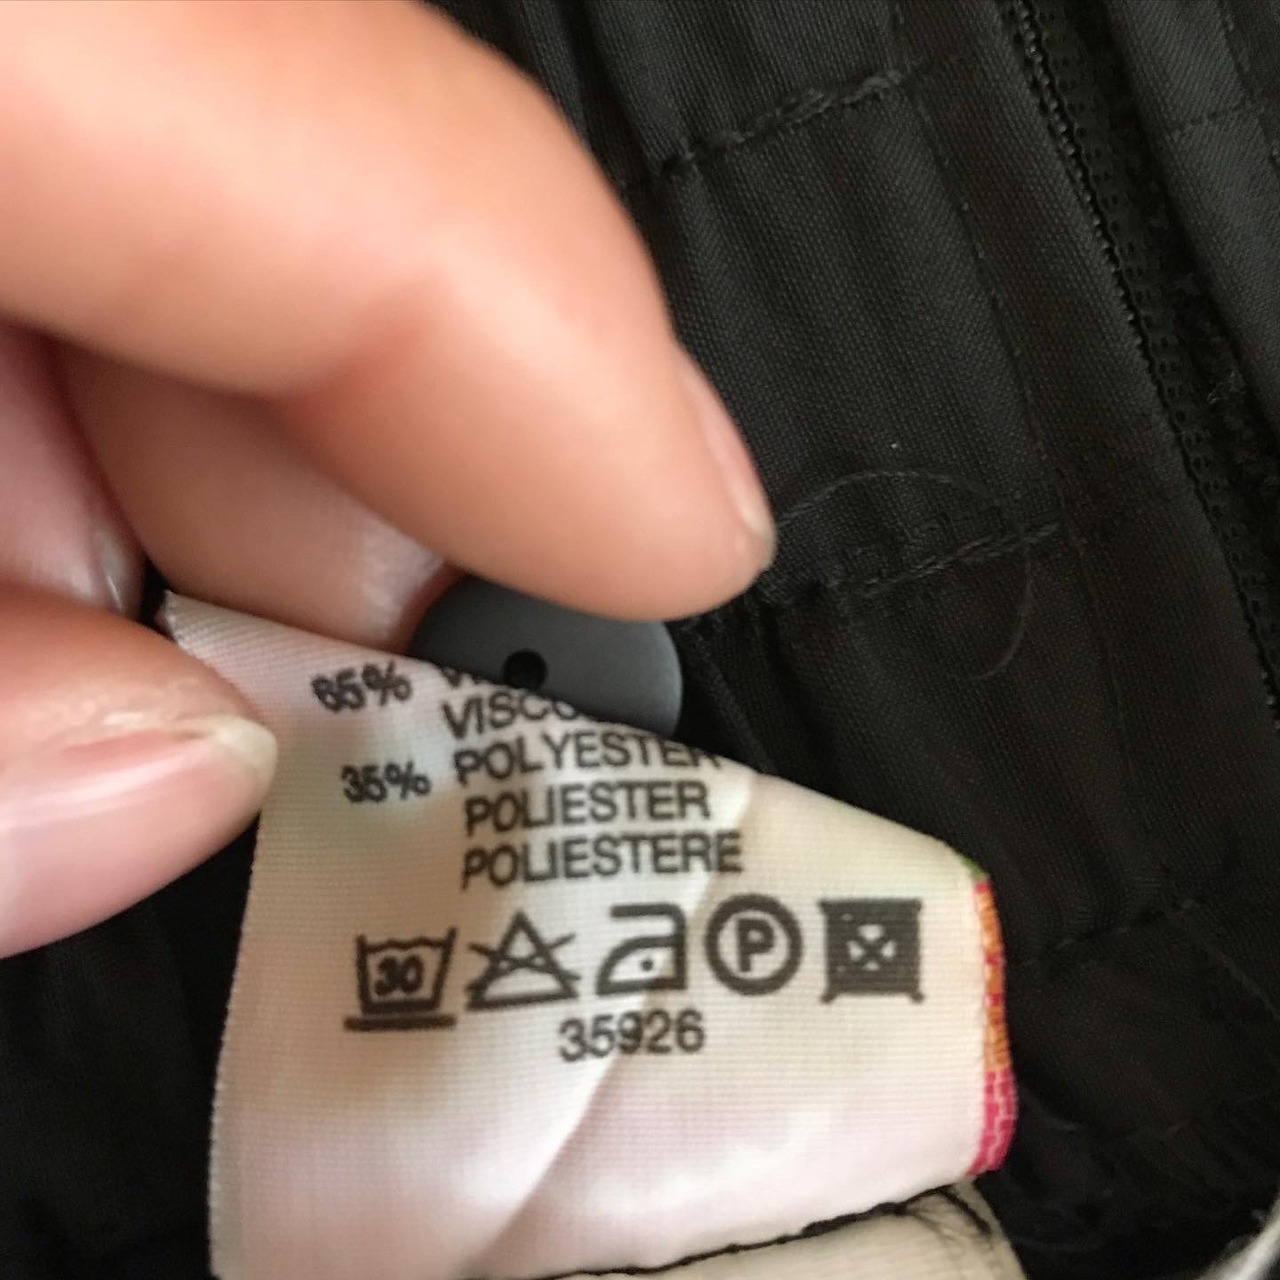 65%
VISCO
35% POLYESTER
POLIESTER
POLIESTERE
30 P
35926